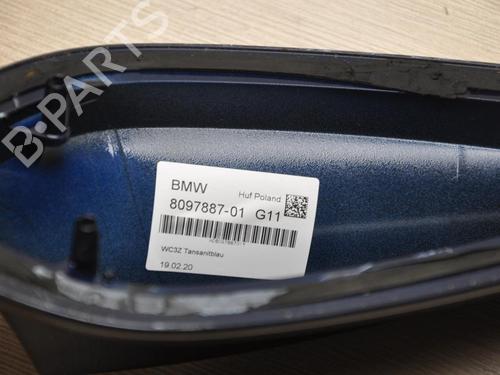 B-PARTS
BMW
Huf Poland
8097887-01 G11
WC3Z Tansanitblau
19.02.20